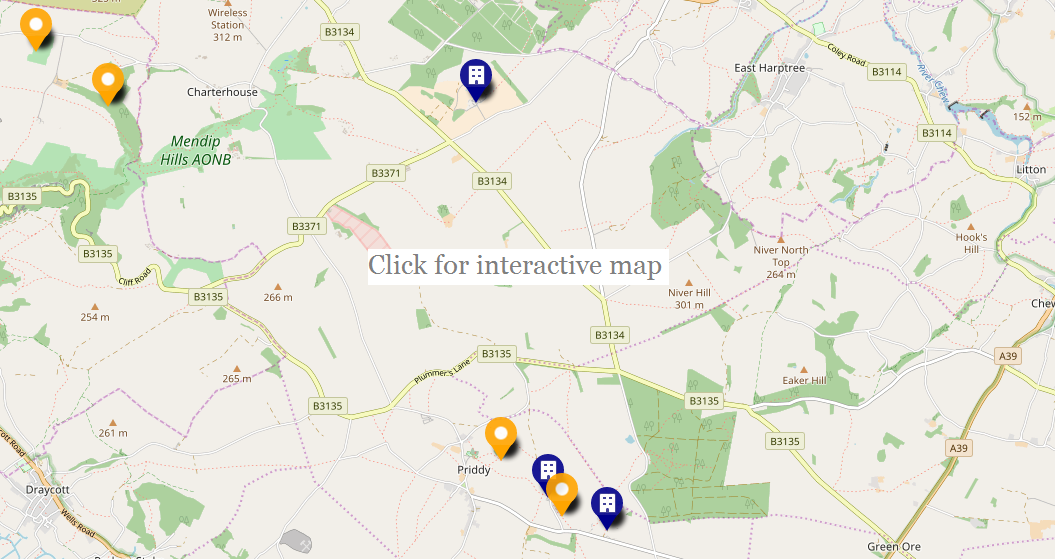 323 m
Wireless
Station
312 m
B3134
Coley Road
East Harptree
B3114
River Chew
Charterhouse
152 m
B3114
Mendip
Hills AONB
B3371
B3134
Litton
B3135
B3371
Hook's
Hill
B3135
Niver North
Top
264 m
Click for interactive map
Cliff Road
B3135
266 m
Niver Hill
301 m
254 m
Chew
B3134
B3135
A39
Plummer's Lane
265 m
Eaker Hill
B3135
B3135
261 m
B3135
A39
Priddy
Draycott
Wells Road
Green Ore